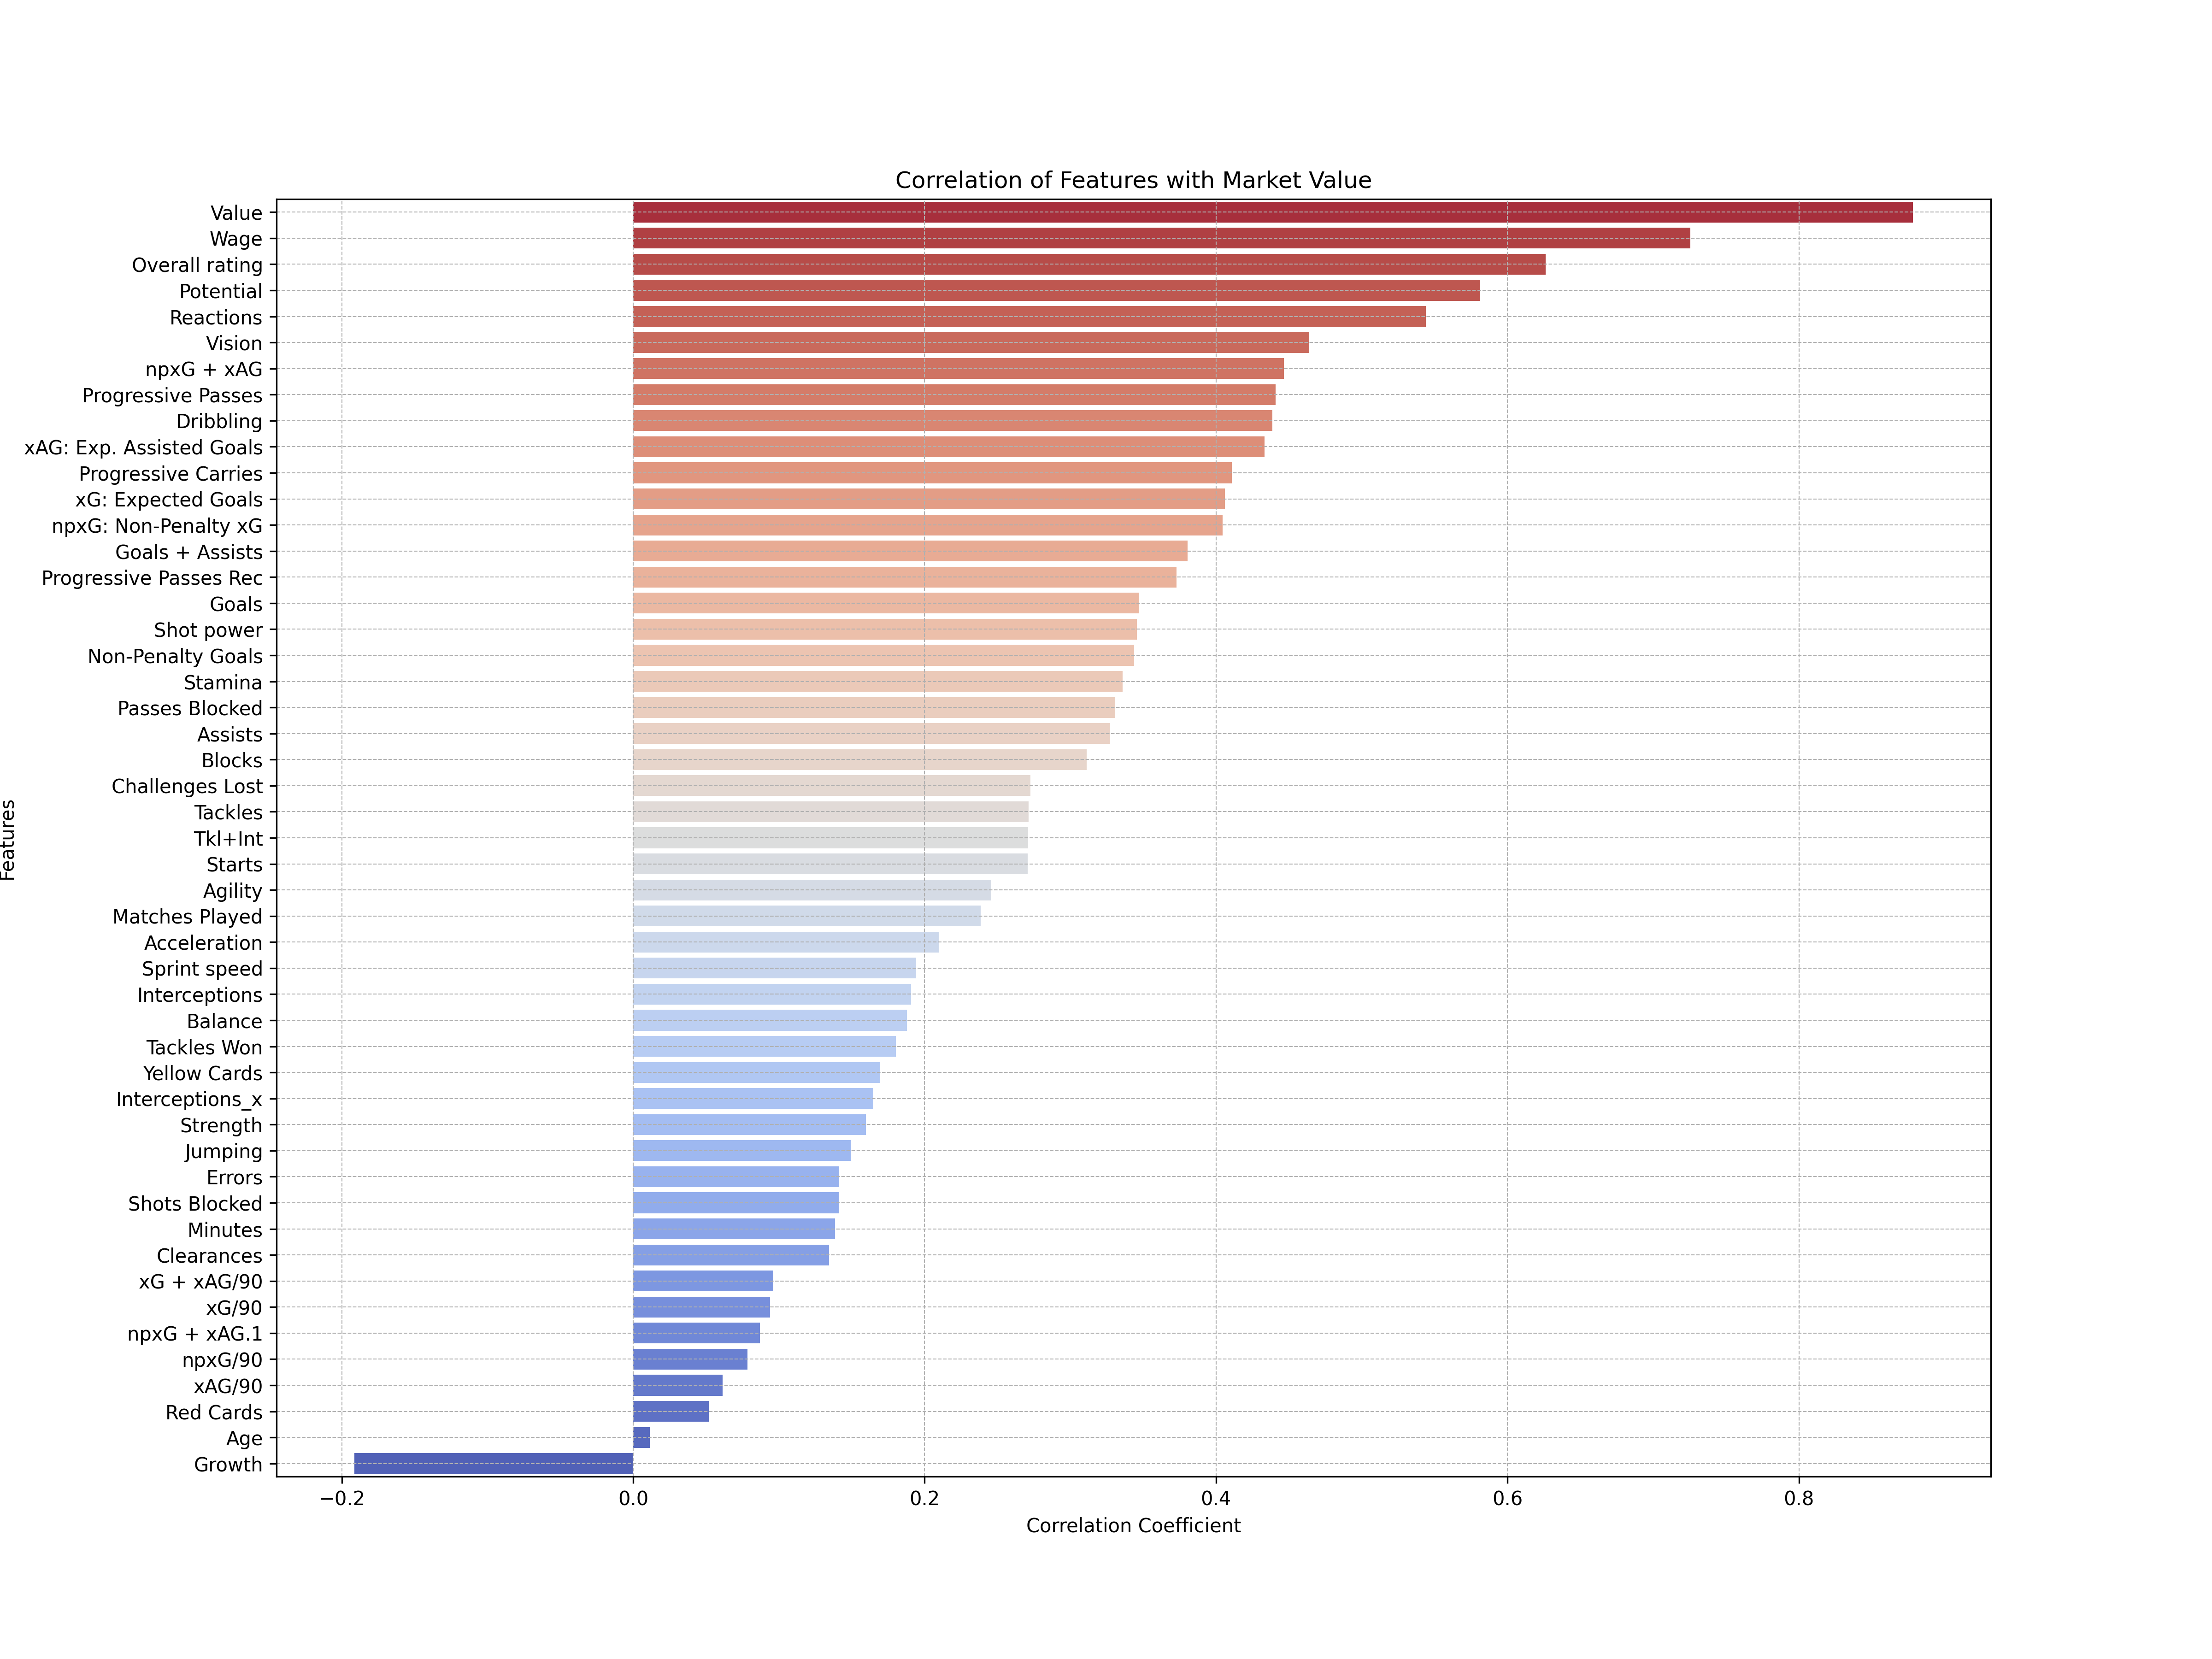 Correlation of Features with Market Value
Value
Wage
Overall rating
Potential
Reactions
Vision
npxG + xAG
Progressive Passes
Dribbling
xAG: Exp. Assisted Goals
Progressive Carries
xG: Expected Goals
npxG: Non-Penalty xG
Goals + Assists
Progressive Passes Rec
Goals
Shot power
Non-Penalty Goals
Stamina
Passes Blocked
Assists
Blocks
Challenges Lost
Tackles
Tkl+Int
Starts
Agility
Matches Played
Acceleration
Sprint speed
Interceptions
Balance
Tackles Won
Yellow Cards
Interceptions_x
Strength
Jumping
Errors
Shots Blocked
Minutes
Clearances
xG + xAG/90
xG/90
npxG + xAG.1
npxG/90
xAG/90
Red Cards
Age
Growth
Features
−0.2 0.0 0.2 0.4 0.6 0.8
Correlation Coefficient